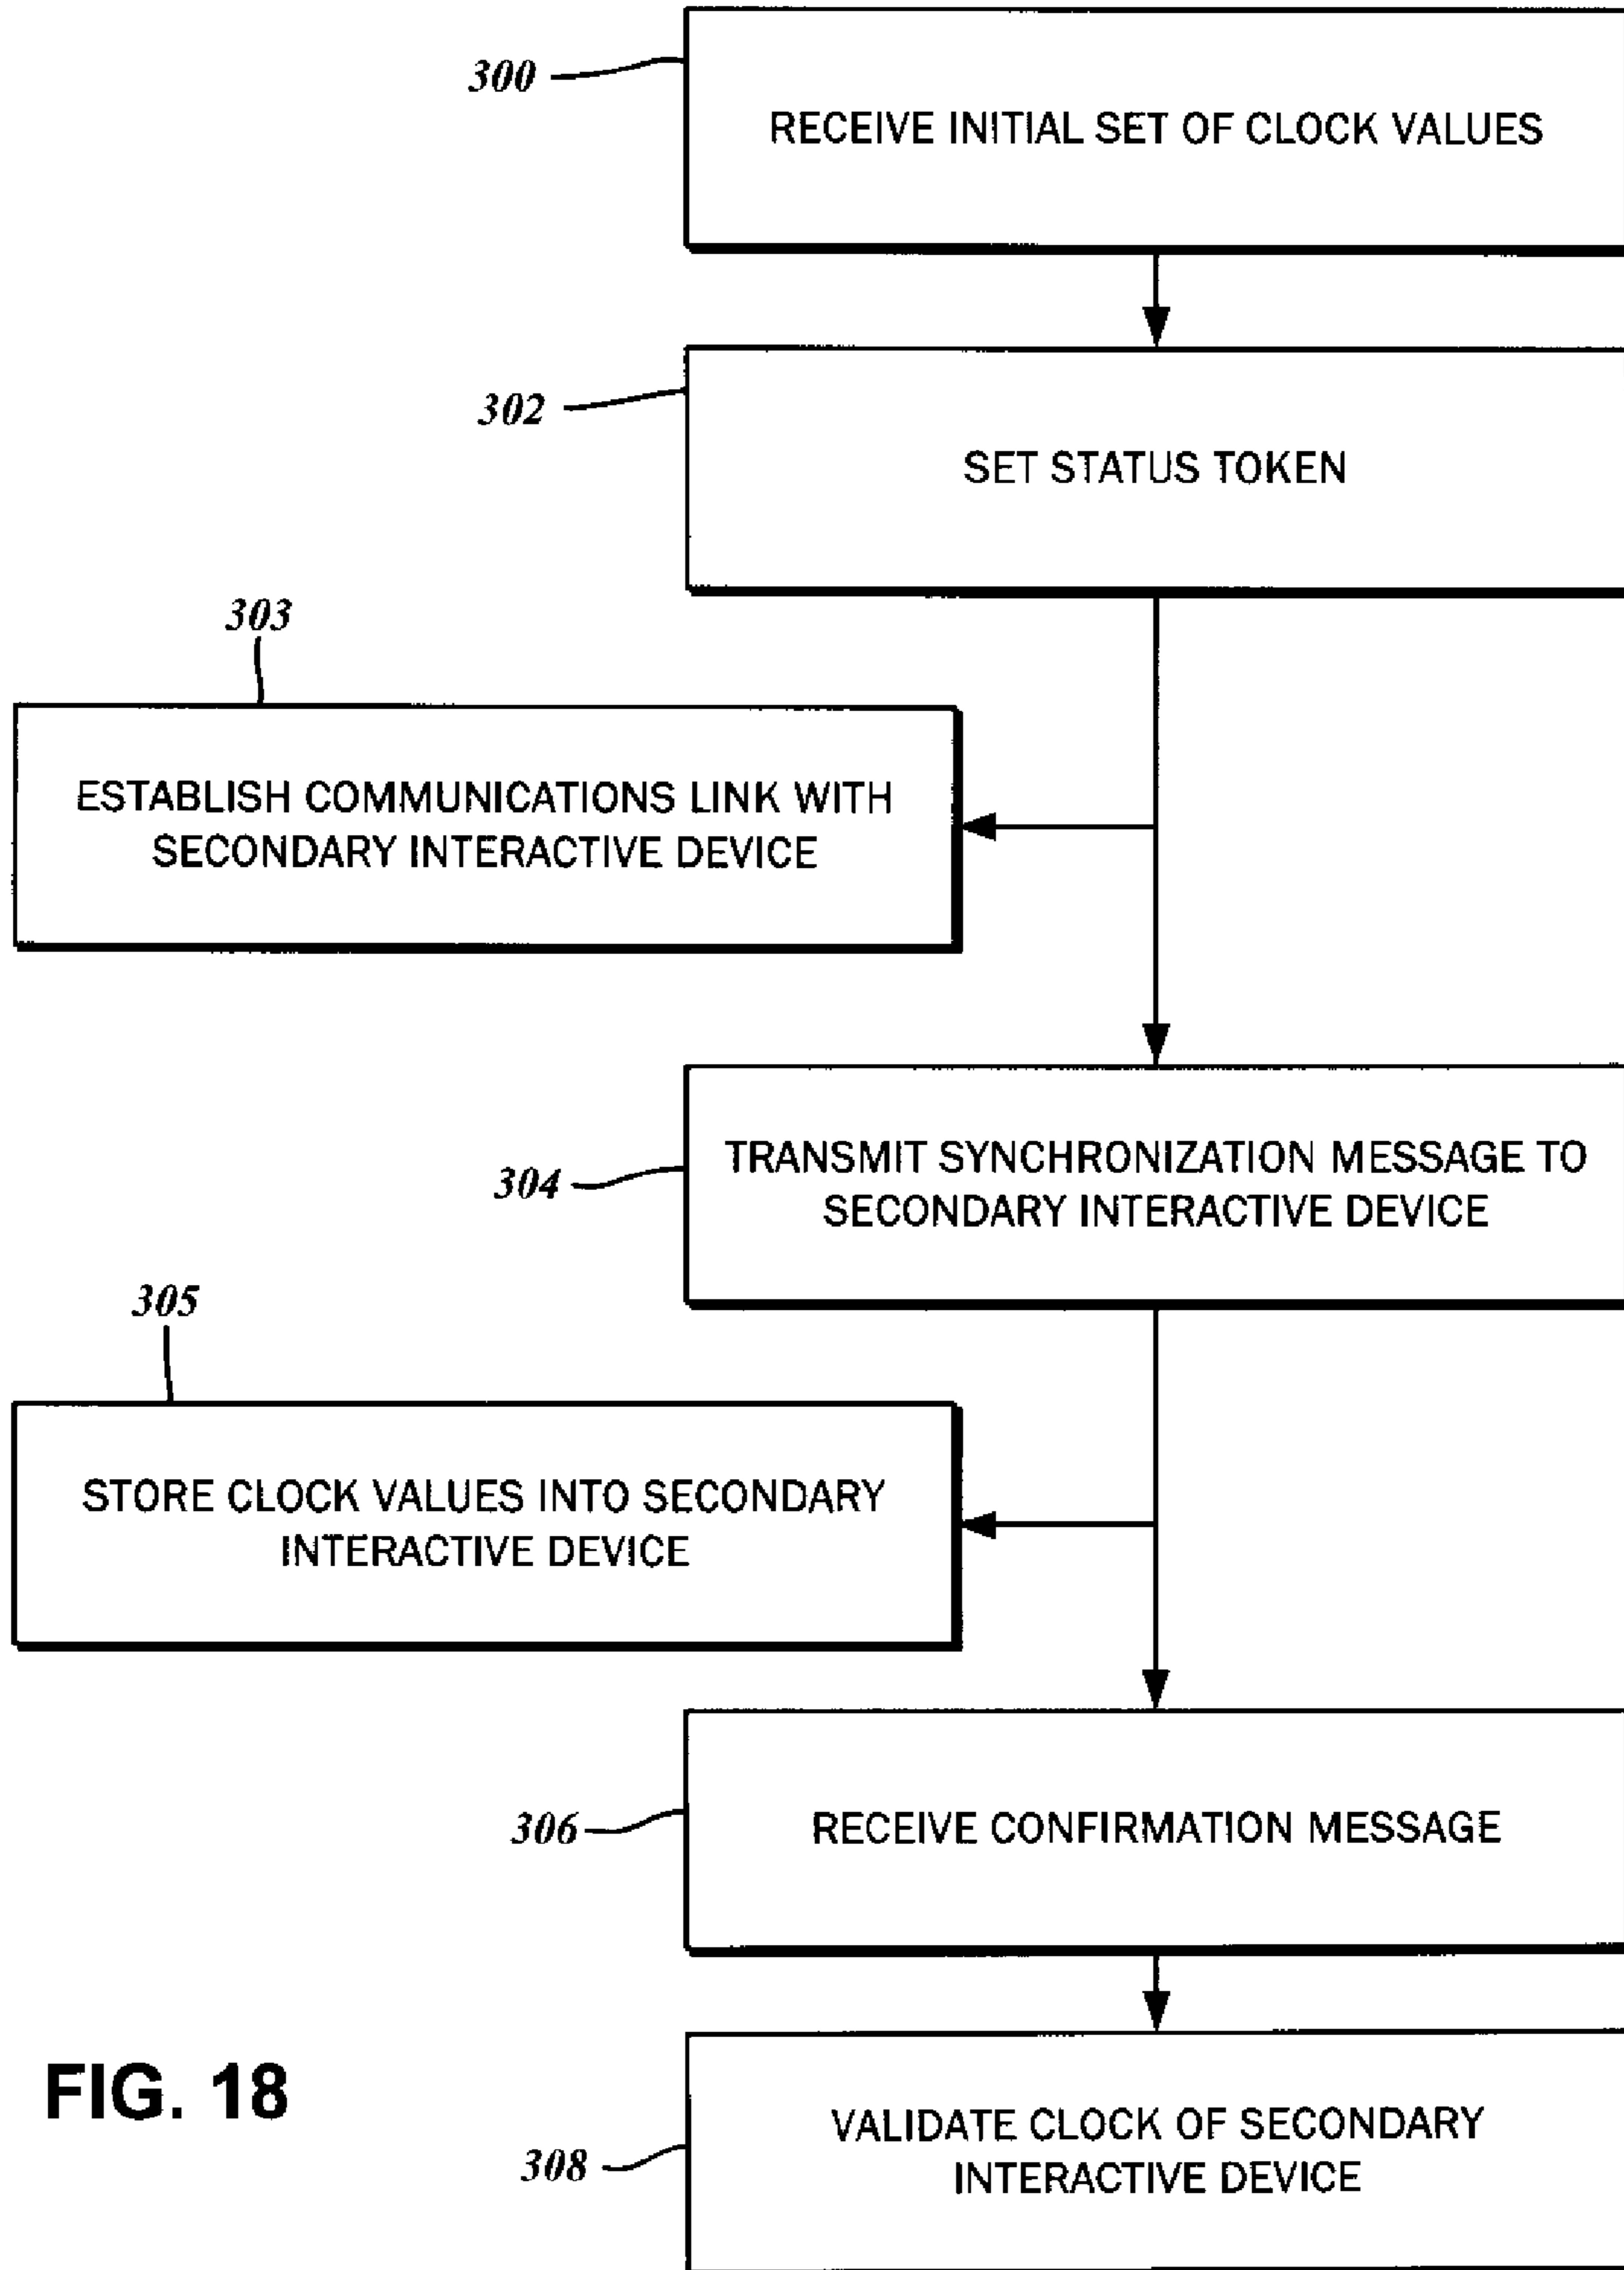 300
RECEIVE INITIAL SET OF CLOCK VALUES
302
SET STATUS TOKEN
303
ESTABLISH COMMUNICATIONS LINK WITH
SECONDARY INTERACTIVE DEVICE
304
TRANSMIT SYNCHRONIZATION MESSAGE TO
SECONDARY INTERACTIVE DEVICE
305
STORE CLOCK VALUES INTO SECONDARY
INTERACTIVE DEVICE
306
RECEIVE CONFIRMATION MESSAGE
308
VALIDATE CLOCK OF SECONDARY
INTERACTIVE DEVICE
FIG. 18